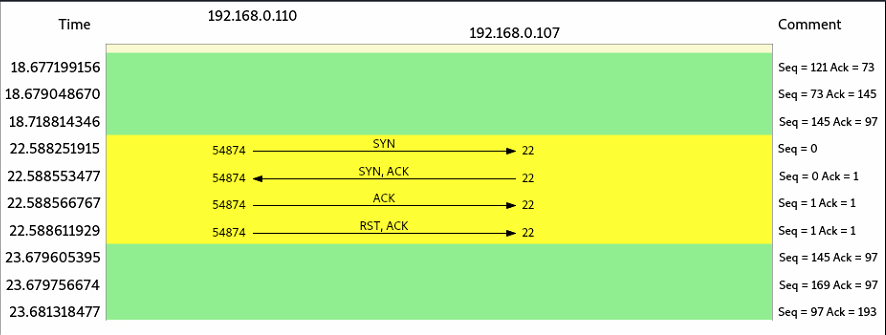 Time 192.168.0.110 192.168.0.107 Comment
18.677199156 Seq = 121 Ack = 73
18.679048670 Seq = 73 Ack = 145
18.718814346 Seq = 145 Ack = 97
22.588251915 54874 SYN 22 Seq = 0
22.588553477 54874 SYN, ACK 22 Seq = 0 Ack = 1
22.588566767 54874 ACK 22 Seq = 1 Ack = 1
22.588611929 54874 RST, ACK 22 Seq = 1 Ack = 1
23.679605395 Seq = 145 Ack = 97
23.679756674 Seq = 169 Ack = 97
23.681318477 Seq = 97 Ack = 193